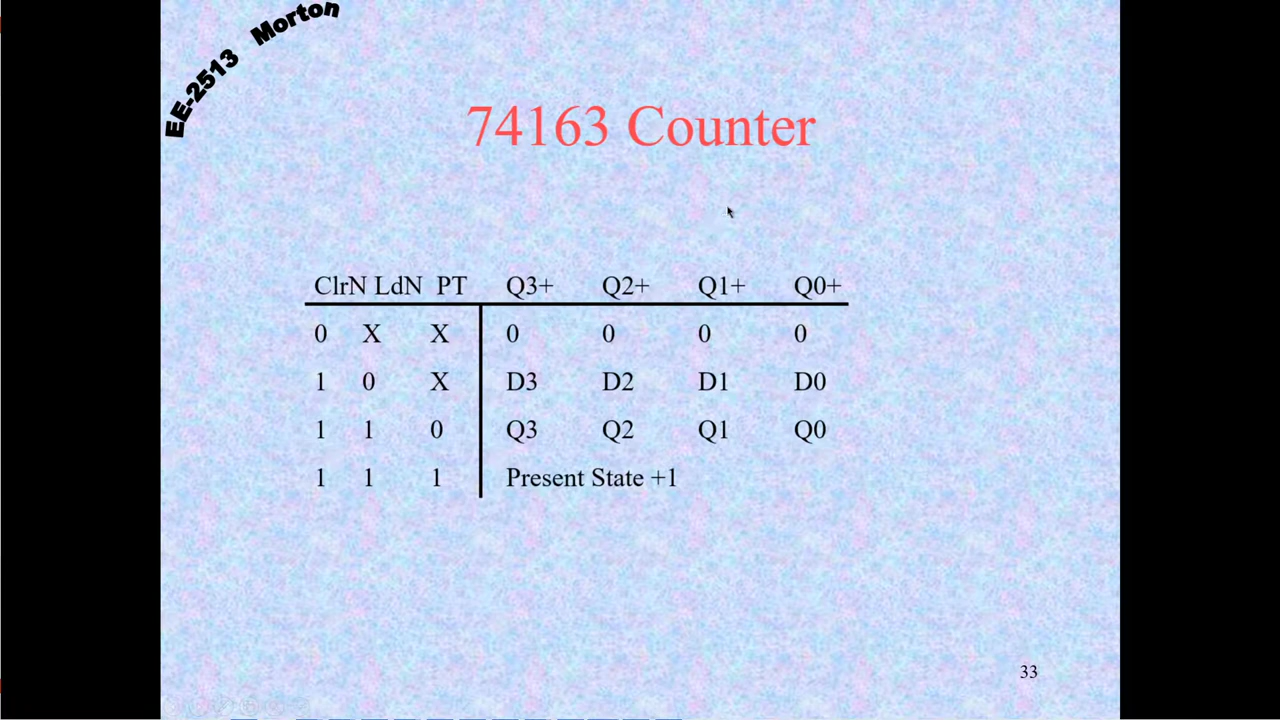 EE-2513 Morton
74163 Counter
ClrN LdN PT Q3+ Q2+ Q1+ Q0+
0 X X 0 0 0 0
1 0 X D3 D2 D1 D0
1 1 0 Q3 Q2 Q1 Q0
1 1 1 Present State +1
33